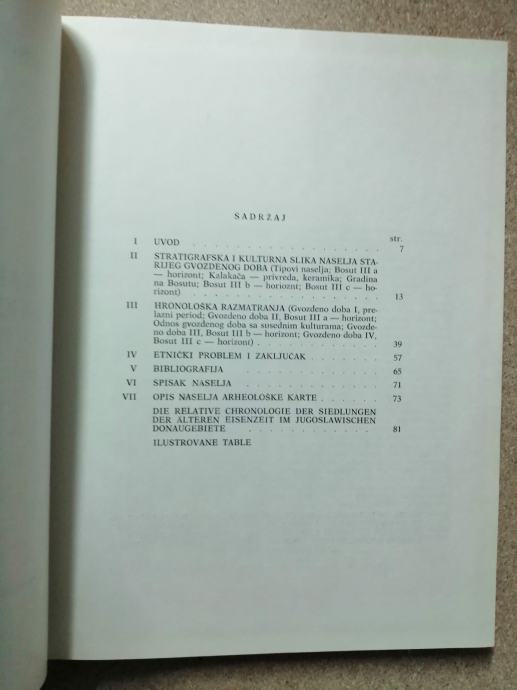 SADRŽAJ
str.
I UVOD . . . . . . . . . . . . . . . . . 7
II STRATIGRAFSKA I KULTURNA SLIKA NASELJA STA-
RIJEG GVOZDENOG DOBA (Tipovi naselja; Bosut III a
— horizont; Kalakača — privreda, keramika; Gradina
na Bosutu; Bosut III b — horioznt; Bosut III c — ho-
rizont) . . . . . . . . . . . . . . . . . 13
III HRONOLOŠKA RAZMATRANJA (Gvozdeno doba I, pre-
lazni period; Gvozdeno doba II, Bosut III a — horizont;
Odnos gvozdenog doba sa susednim kulturama; Gvozde-
no doba III, Bosut III b — horizont; Gvozdeno doba IV,
Bosut III c — horizont) . . . . . . . . . . . 39
IV ETNIČKI PROBLEM I ZAKLJUČAK . . . . . . 57
V BIBLIOGRAFIJA . . . . . . . . . . . . . 65
VI SPISAK NASELJA . . . . . . . . . . . . 71
VII OPIS NASELJA ARHEOLOŠKE KARTE . . . . . 73
DIE RELATIVE CHRONOLOGIE DER SIEDLUNGEN
DER ÄLTEREN EISENZEIT IM JUGOSLAWISCHEN
DONAUGEBIETE . . . . . . . . . . . . 81
ILUSTROVANE TABLE